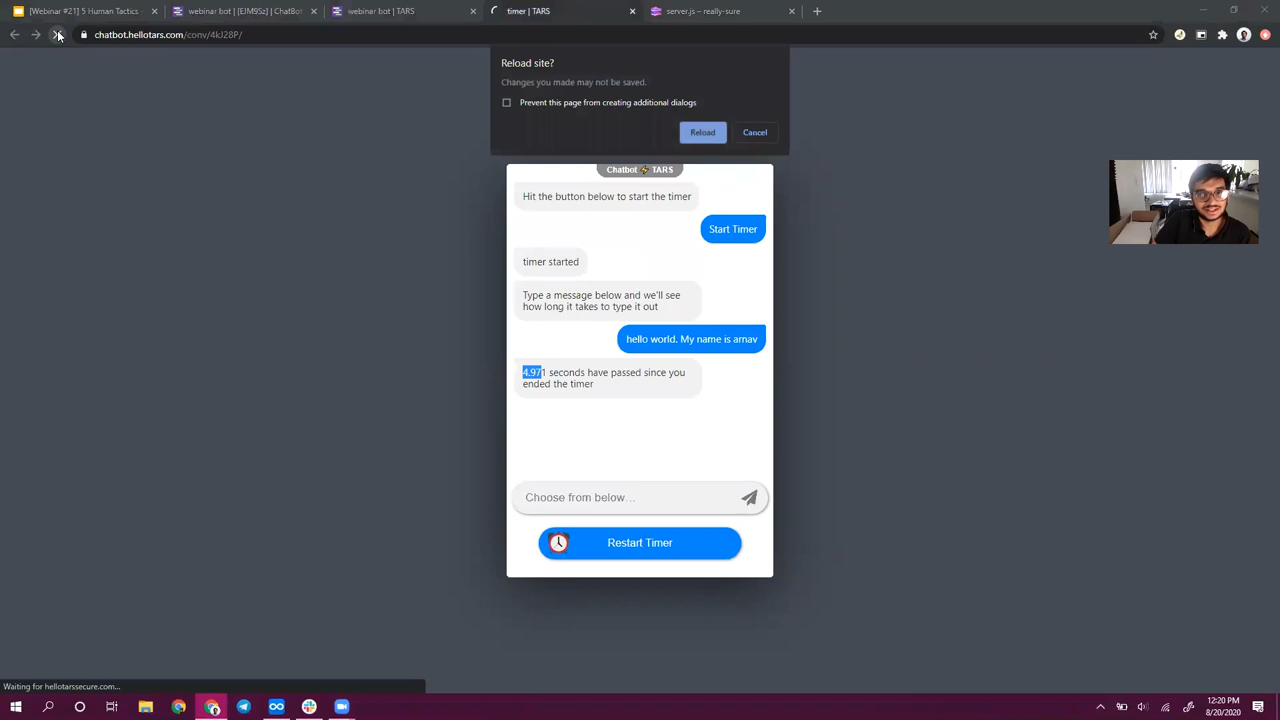 [Webinar #21] 5 Human Tactics -
webinar bot | [EJM9Sz] | ChatBot
webinar bot | TARS
timer | TARS
server.js – really-sure
chatbot.hellotars.com/conv/4kJ28P/
Reload site?
Changes you made may not be saved.
Prevent this page from creating additional dialogs
Reload
Cancel
Chatbot TARS
Hit the button below to start the timer
Start Timer
timer started
Type a message below and we'll see
how long it takes to type it out
hello world. My name is arnav
4.971 seconds have passed since you
ended the timer
Choose from below...
Restart Timer
Waiting for hellotarssecure.com...
12:20 PM
8/20/2020